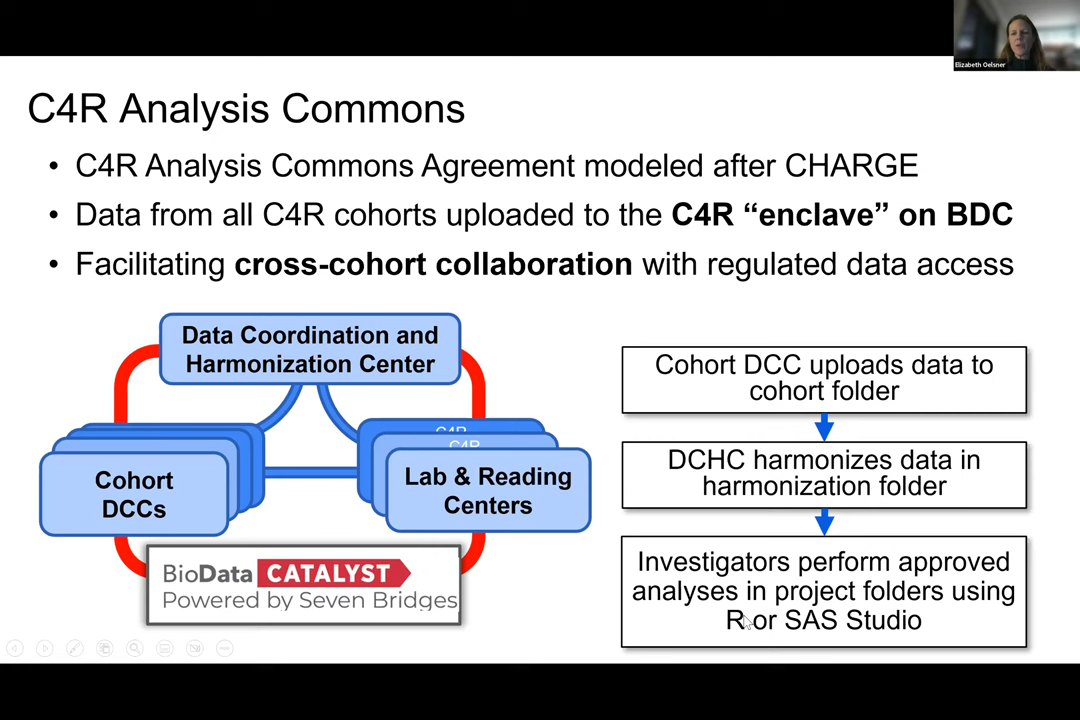 Elizabeth Oelsner
C4R Analysis Commons
• C4R Analysis Commons Agreement modeled after CHARGE
• Data from all C4R cohorts uploaded to the C4R “enclave” on BDC
• Facilitating cross-cohort collaboration with regulated data access
Data Coordination and
Harmonization Center
C4R
C4R
Cohort
DCCs
Lab & Reading
Centers
BioData CATALYST
Powered by Seven Bridges
Cohort DCC uploads data to
cohort folder
DCHC harmonizes data in
harmonization folder
Investigators perform approved
analyses in project folders using
R or SAS Studio